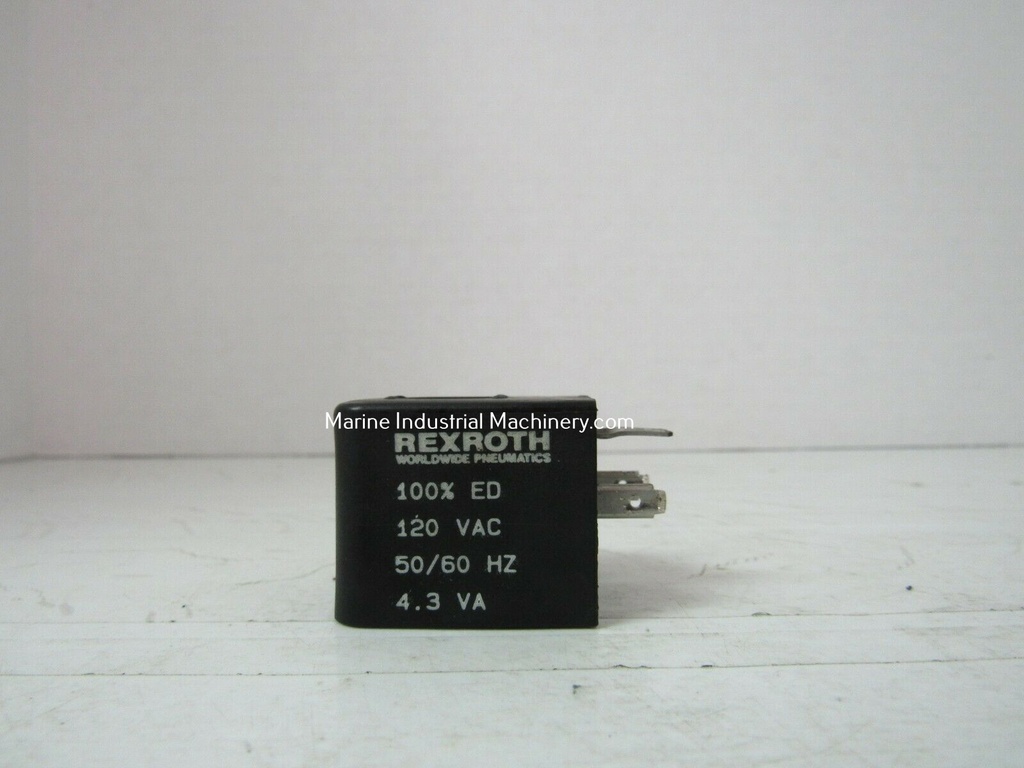 Marine Industrial Machinery.com
REXROTH
WORLDWIDE PNEUMATICS
100% ED
120 VAC
50/60 HZ
4.3 VA